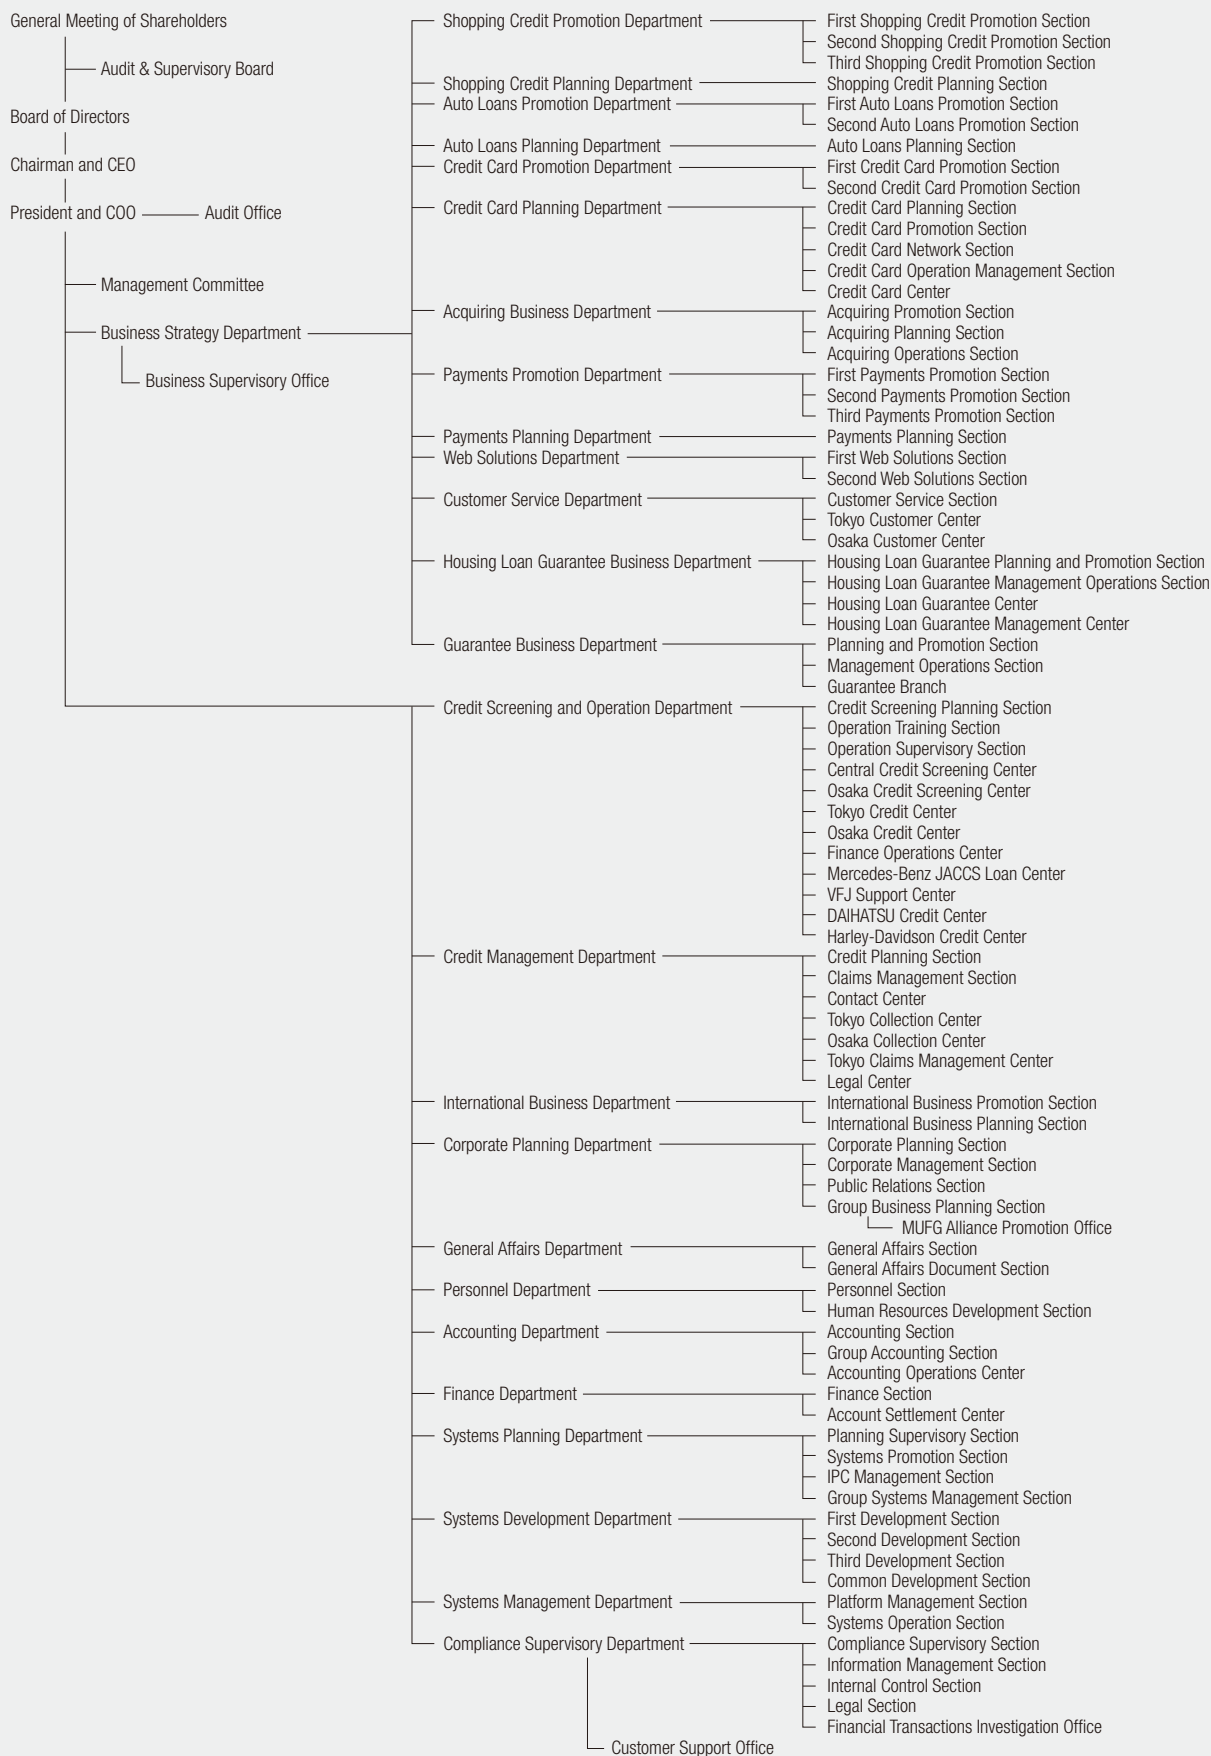 General Meeting of Shareholders
Audit & Supervisory Board
Board of Directors
Chairman and CEO
President and COO
Audit Office
Management Committee
Business Strategy Department
Business Supervisory Office
Shopping Credit Promotion Department
First Shopping Credit Promotion Section
Second Shopping Credit Promotion Section
Third Shopping Credit Promotion Section
Shopping Credit Planning Department
Shopping Credit Planning Section
Auto Loans Promotion Department
First Auto Loans Promotion Section
Second Auto Loans Promotion Section
Auto Loans Planning Department
Auto Loans Planning Section
Credit Card Promotion Department
First Credit Card Promotion Section
Second Credit Card Promotion Section
Credit Card Planning Department
Credit Card Planning Section
Credit Card Promotion Section
Credit Card Network Section
Credit Card Operation Management Section
Credit Card Center
Acquiring Business Department
Acquiring Promotion Section
Acquiring Planning Section
Acquiring Operations Section
Payments Promotion Department
First Payments Promotion Section
Second Payments Promotion Section
Third Payments Promotion Section
Payments Planning Department
Payments Planning Section
Web Solutions Department
First Web Solutions Section
Second Web Solutions Section
Customer Service Department
Customer Service Section
Tokyo Customer Center
Osaka Customer Center
Housing Loan Guarantee Business Department
Housing Loan Guarantee Planning and Promotion Section
Housing Loan Guarantee Management Operations Section
Housing Loan Guarantee Center
Housing Loan Guarantee Management Center
Guarantee Business Department
Planning and Promotion Section
Management Operations Section
Guarantee Branch
Credit Screening and Operation Department
Credit Screening Planning Section
Operation Training Section
Operation Supervisory Section
Central Credit Screening Center
Osaka Credit Screening Center
Tokyo Credit Center
Osaka Credit Center
Finance Operations Center
Mercedes-Benz JACCS Loan Center
VFJ Support Center
DAIHATSU Credit Center
Harley-Davidson Credit Center
Credit Management Department
Credit Planning Section
Claims Management Section
Contact Center
Tokyo Collection Center
Osaka Collection Center
Tokyo Claims Management Center
Legal Center
International Business Department
International Business Promotion Section
International Business Planning Section
Corporate Planning Department
Corporate Planning Section
Corporate Management Section
Public Relations Section
Group Business Planning Section
MUFG Alliance Promotion Office
General Affairs Department
General Affairs Section
General Affairs Document Section
Personnel Department
Personnel Section
Human Resources Development Section
Accounting Department
Accounting Section
Group Accounting Section
Accounting Operations Center
Finance Department
Finance Section
Account Settlement Center
Systems Planning Department
Planning Supervisory Section
Systems Promotion Section
IPC Management Section
Group Systems Management Section
Systems Development Department
First Development Section
Second Development Section
Third Development Section
Common Development Section
Systems Management Department
Platform Management Section
Systems Operation Section
Compliance Supervisory Department
Compliance Supervisory Section
Information Management Section
Internal Control Section
Legal Section
Financial Transactions Investigation Office
Customer Support Office